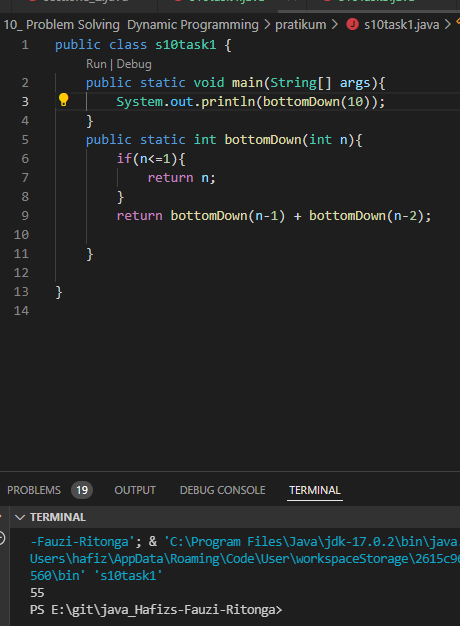 10_ Problem Solving Dynamic Programming > pratikum > s10task1.java >
1 public class s10task1 {
Run | Debug
2 public static void main(String[] args){
3 System.out.println(bottomDown(10));
4 }
5 public static int bottomDown(int n){
6 if(n<=1){
7 return n;
8 }
9 return bottomDown(n-1) + bottomDown(n-2);
10
11 }
12
13 }
14
PROBLEMS 19 OUTPUT DEBUG CONSOLE TERMINAL
TERMINAL
-Fauzi-Ritonga'; & 'C:\Program Files\Java\jdk-17.0.2\bin\java
Users\hafiz\AppData\Roaming\Code\User\workspaceStorage\2615c96
560\bin' 's10task1'
55
PS E:\git\java_Hafizs-Fauzi-Ritonga>